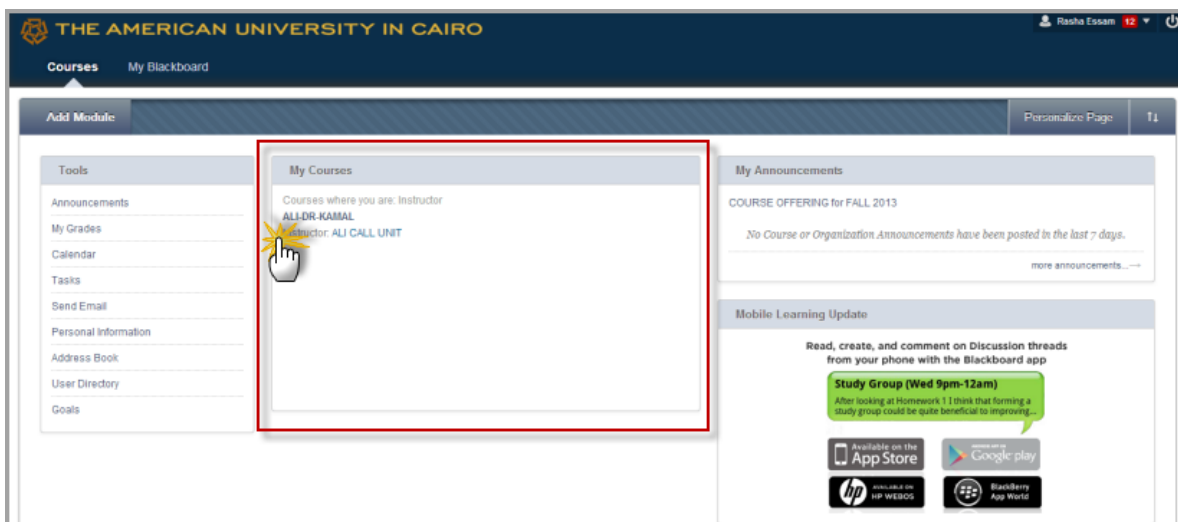 THE AMERICAN UNIVERSITY IN CAIRO
Rasha Essam 12
Courses My Blackboard
Add Module
Personalize Page
Tools
Announcements
My Grades
Calendar
Tasks
Send Email
Personal Information
Address Book
User Directory
Goals
My Courses
Courses where you are: Instructor
ALI-DR-KAMAL
Instructor: ALI CALL UNIT
My Announcements
COURSE OFFERING for FALL 2013
No Course or Organization Announcements have been posted in the last 7 days.
more announcements...→
Mobile Learning Update
Read, create, and comment on Discussion threads
from your phone with the Blackboard app
Study Group (Wed 9pm-12am)
After looking at Homework 1 I think that forming a
study group could be quite beneficial to improving...
Available on the
App Store
Google play
hp
AVAILABLE ON
HP WEBOS
BlackBerry
App World